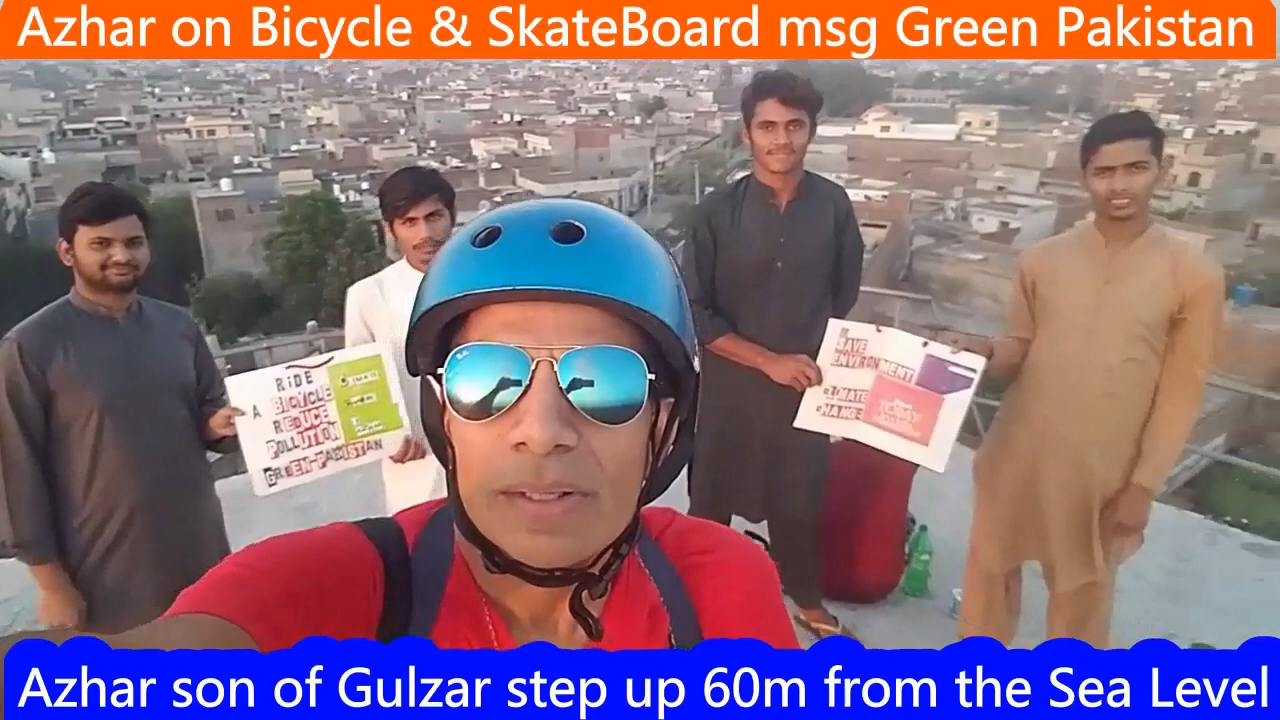 Azhar on Bicycle & SkateBoard msg Green Pakistan
RiDE
A BICYCLE
REDUCE
POLLUTION
GREEN-PAKISTAN
SAVE
ENVIRONMENT
CLIMATE
CHANGE
Azhar son of Gulzar step up 60m from the Sea Level